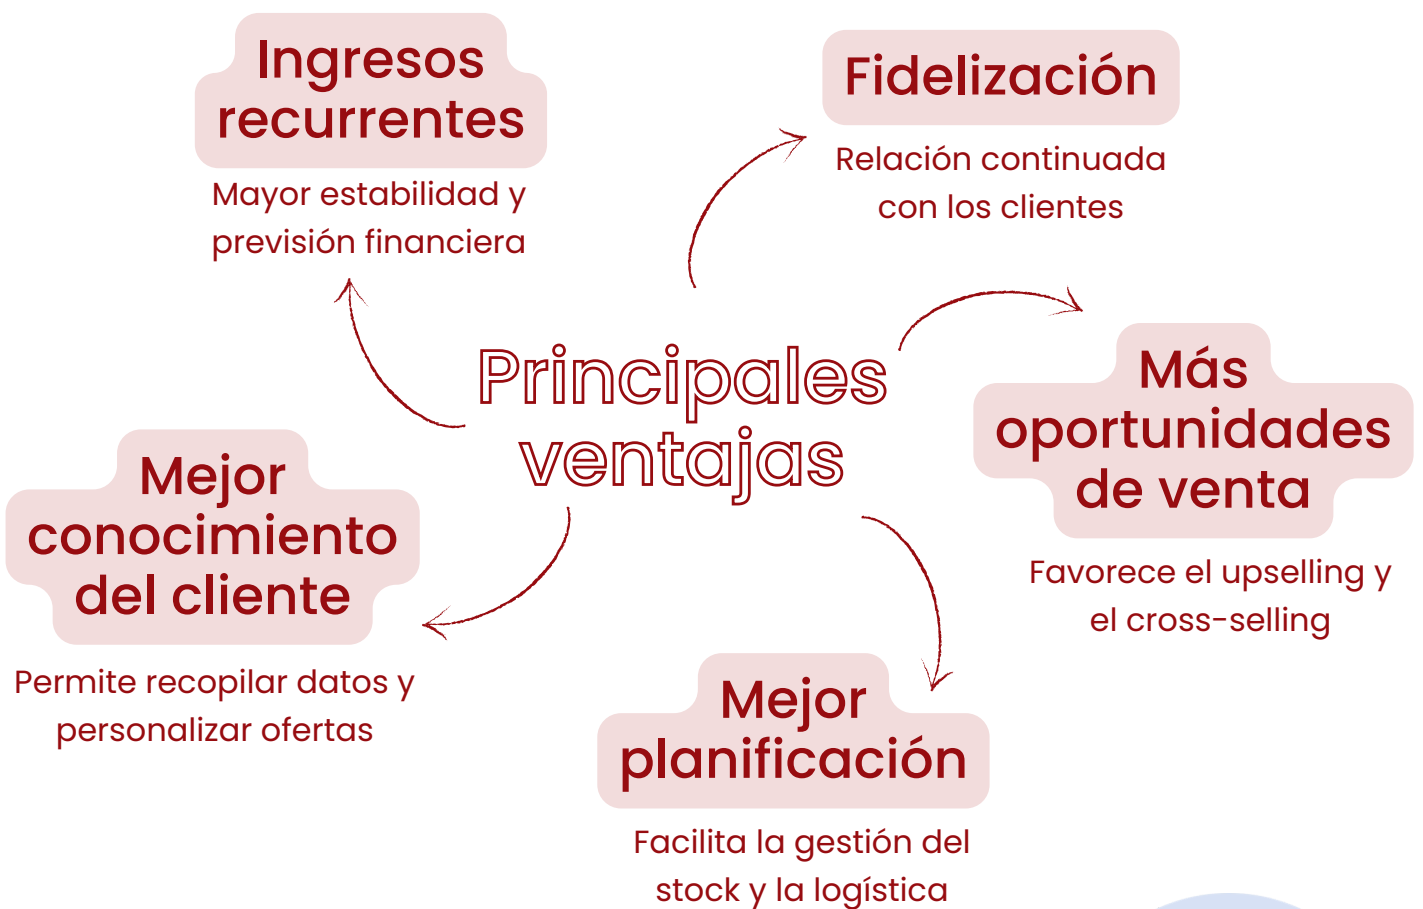 Ingresos
recurrentes
Mayor estabilidad y
previsión financiera
Fidelización
Relación continuada
con los clientes
Principales
ventajas
Más
oportunidades
de venta
Favorece el upselling y
el cross-selling
Mejor
conocimiento
del cliente
Permite recopilar datos y
personalizar ofertas
Mejor
planificación
Facilita la gestión del
stock y la logística